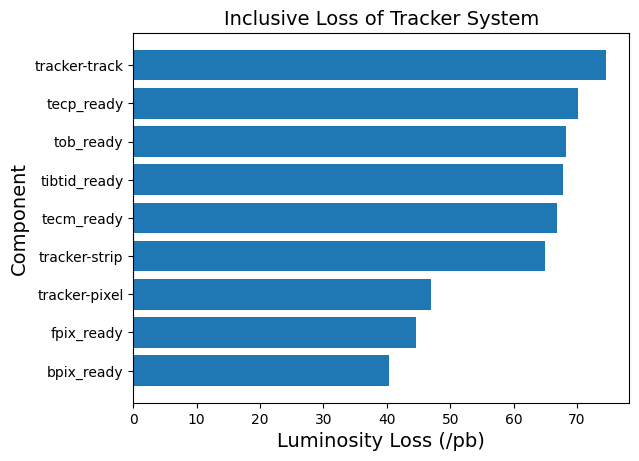 Inclusive Loss of Tracker System
tracker-track
tecp_ready
tob_ready
tibtid_ready
tecm_ready
tracker-strip
tracker-pixel
fpix_ready
bpix_ready
Component
0 10 20 30 40 50 60 70
Luminosity Loss (/pb)